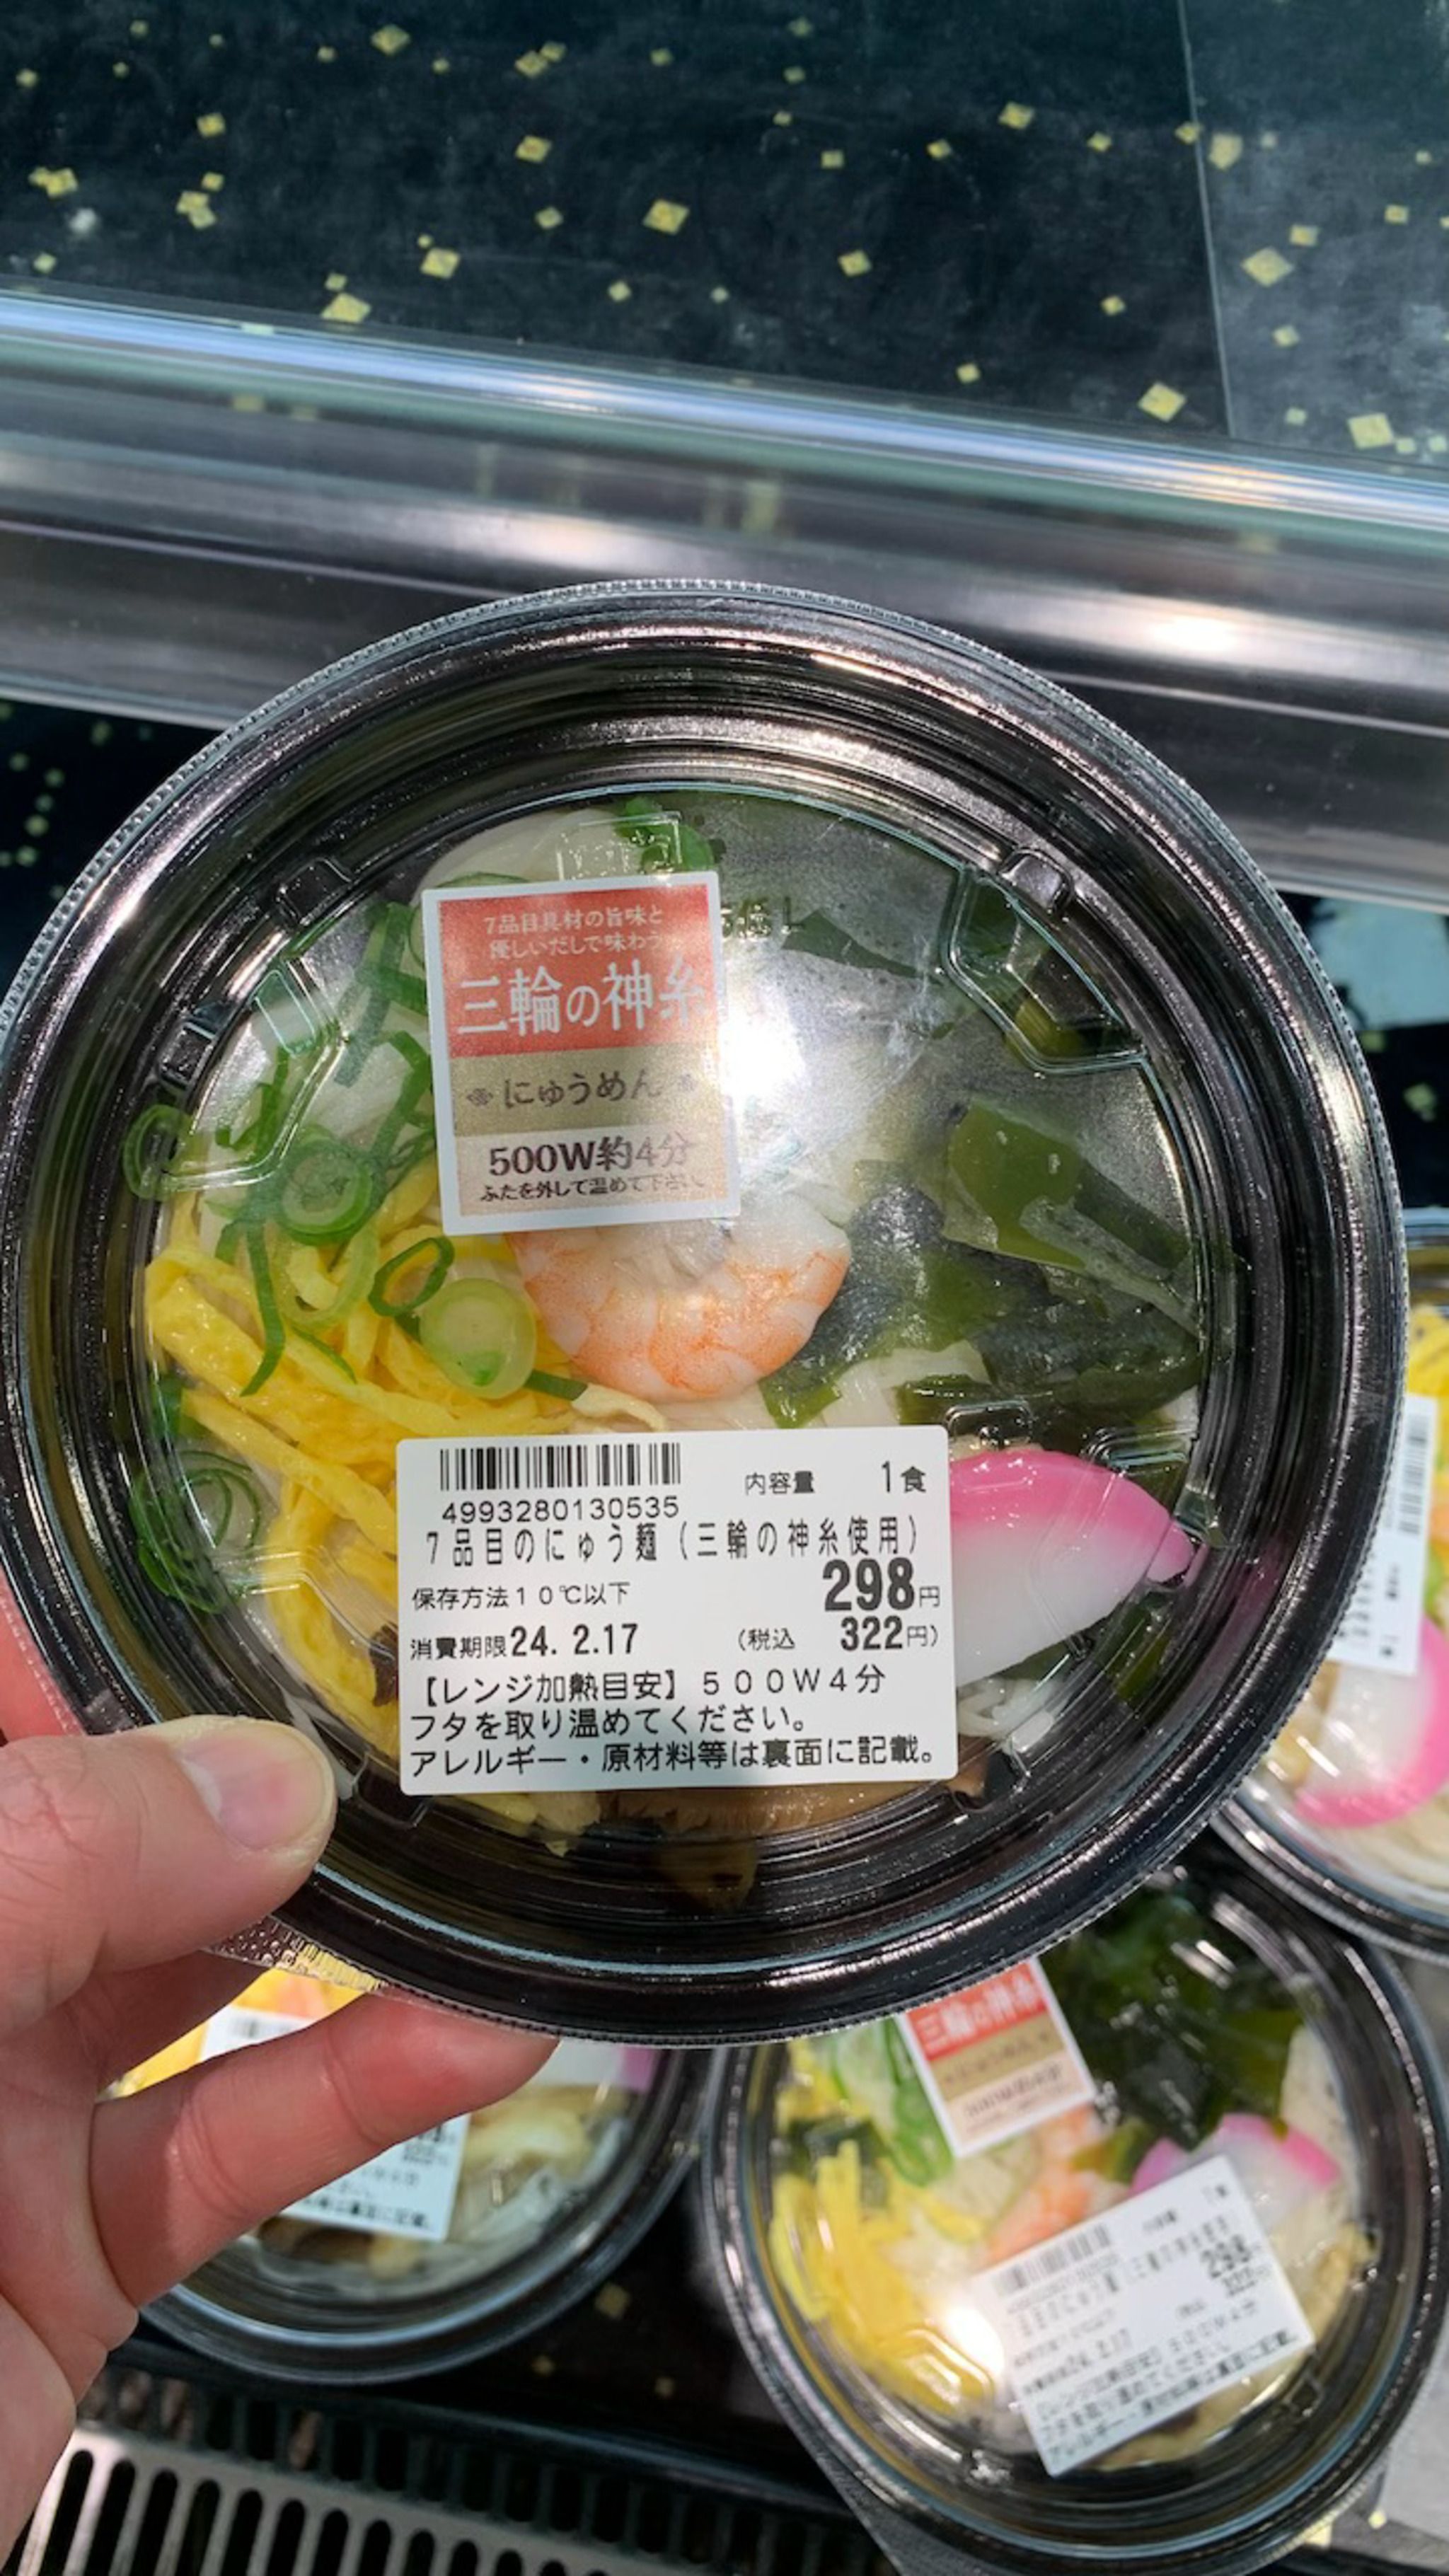 7品目具材の旨味と
優しいだしで味わう
三輪の神糸
にゅうめん
500W約4分
ふたを外して温めて下さい
4993280130535
内容量 1食
7品目のにゅう麺(三輪の神糸使用)
保存方法10℃以下
298円
消費期限24. 2.17
(税込 322円)
【レンジ加熱目安】500W4分
フタを取り温めてください。
アレルギー・原材料等は裏面に記載。
三輪の神糸
298